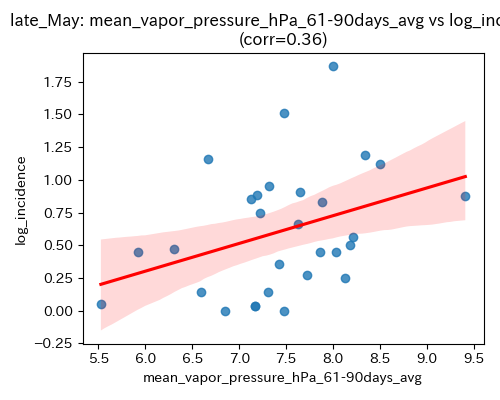 late_May: mean_vapor_pressure_hPa_61-90days_avg vs log_inc
(corr=0.36)
1.75
1.50
1.25
1.00
0.75
0.50
0.25
0.00
−0.25
log_incidence
5.5 6.0 6.5 7.0 7.5 8.0 8.5 9.0 9.5
mean_vapor_pressure_hPa_61-90days_avg